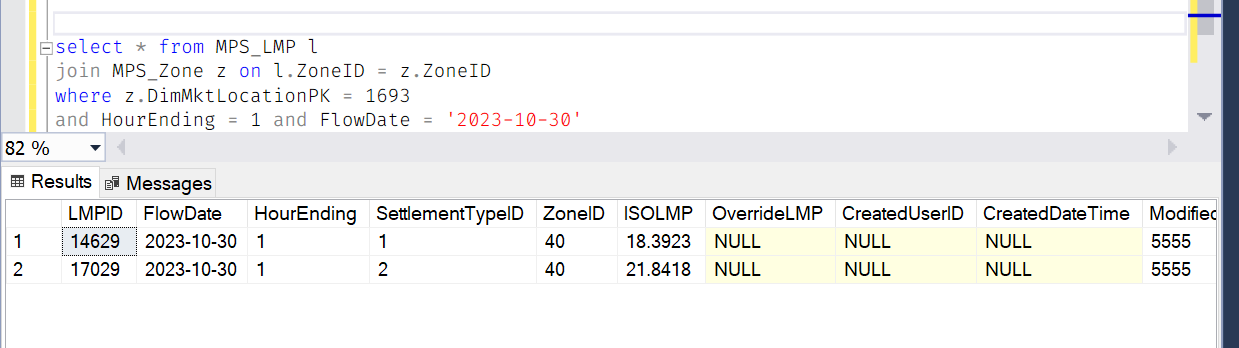 select * from MPS_LMP l
join MPS_Zone z on l.ZoneID = z.ZoneID
where z.DimMktLocationPK = 1693
and HourEnding = 1 and FlowDate = '2023-10-30'
82 %
Results Messages
LMPID FlowDate HourEnding SettlementTypeID ZoneID ISOLMP OverrideLMP CreatedUserID CreatedDateTime Modified
1 14629 2023-10-30 1 1 40 18.3923 NULL NULL NULL 5555
2 17029 2023-10-30 1 2 40 21.8418 NULL NULL NULL 5555